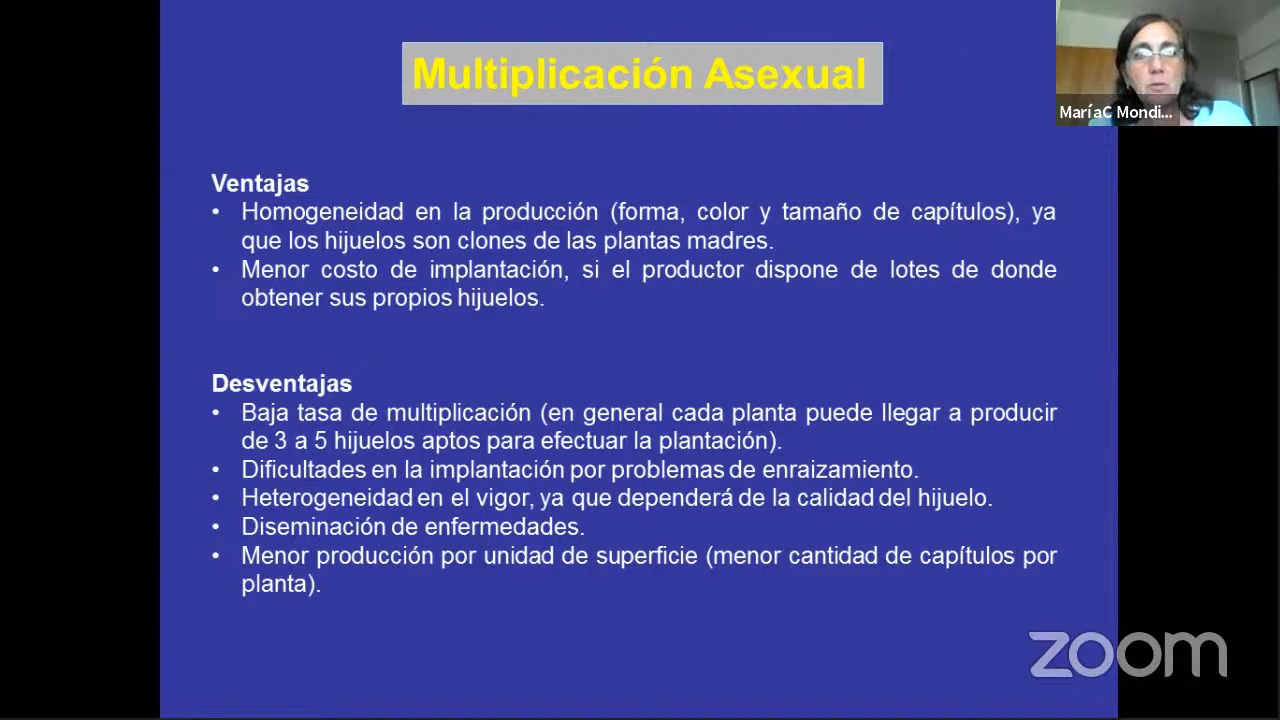 Multiplicación Asexual
MaríaC Mondi...
Ventajas
• Homogeneidad en la producción (forma, color y tamaño de capítulos), ya
que los hijuelos son clones de las plantas madres.
• Menor costo de implantación, si el productor dispone de lotes de donde
obtener sus propios hijuelos.
Desventajas
• Baja tasa de multiplicación (en general cada planta puede llegar a producir
de 3 a 5 hijuelos aptos para efectuar la plantación).
• Dificultades en la implantación por problemas de enraizamiento.
• Heterogeneidad en el vigor, ya que dependerá de la calidad del hijuelo.
• Diseminación de enfermedades.
• Menor producción por unidad de superficie (menor cantidad de capítulos por
planta).
zoom